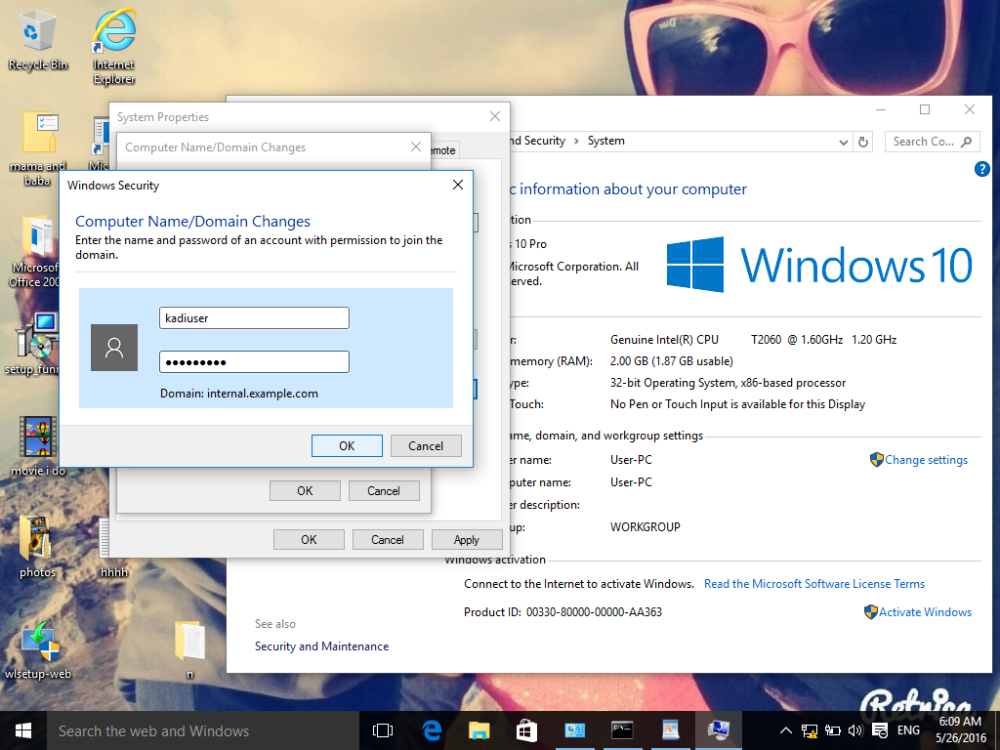 Recycle Bin
Internet
Explorer
mama and
baba
Mic
Microsof
Office 200
setup_funn
movie i do
photos
hhhh
wlsetup-web
n
System Properties
emote
Computer Name/Domain Changes
OK
Cancel
OK
Cancel
Apply
Windows Security
Computer Name/Domain Changes
Enter the name and password of an account with permission to join the
domain.
kadiuser
●●●●●●●●●
Domain: internal.example.com
OK
Cancel
nd Security > System
Search Co...
?
c information about your computer
tion
s 10 Pro
Microsoft Corporation. All
erved.
Windows 10
r:
Genuine Intel(R) CPU T2060 @ 1.60GHz 1.20 GHz
memory (RAM):
2.00 GB (1.87 GB usable)
ype:
32-bit Operating System, x86-based processor
Touch:
No Pen or Touch Input is available for this Display
ame, domain, and workgroup settings
er name:
User-PC
Change settings
puter name:
User-PC
er description:
up:
WORKGROUP
Windows activation
Connect to the Internet to activate Windows. Read the Microsoft Software License Terms
Product ID: 00330-80000-00000-AA363
Activate Windows
See also
Security and Maintenance
Dior
Retrica
Search the web and Windows
ENG
6:09 AM
5/26/2016